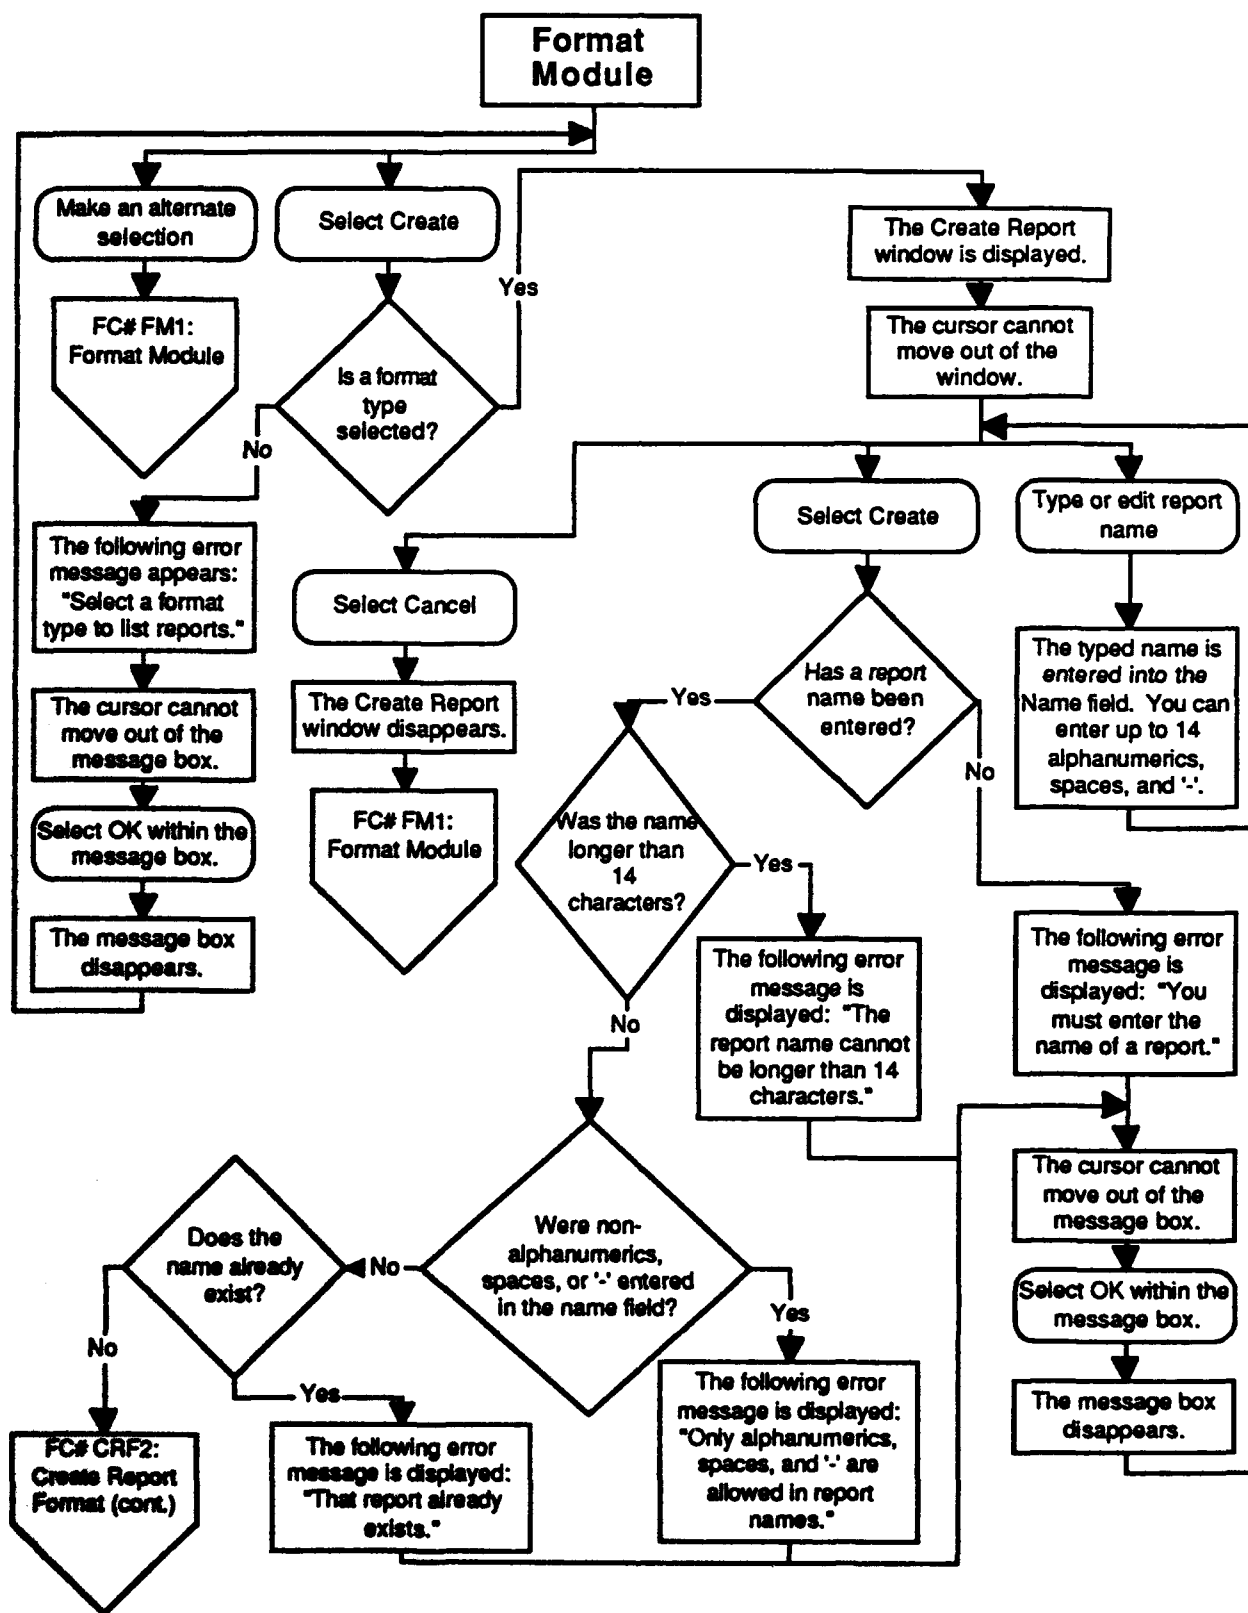 Format
Module
Make an alternate
selection
Select Create
The Create Report
window is displayed.
Yes
FC# FM1:
Format Module
Is a format
type
selected?
The cursor cannot
move out of the
window.
No
Select Create
Type or edit report
name
The following error
message appears:
"Select a format
type to list reports."
Select Cancel
Has a report
name been
entered?
The typed name is
entered into the
Name field. You can
enter up to 14
alphanumerics,
spaces, and '-'.
Yes
No
The cursor cannot
move out of the
message box.
The Create Report
window disappears.
Select OK within the
message box.
FC# FM1:
Format Module
Was the name
longer than
14
characters?
Yes
The message box
disappears.
The following error
message is
displayed: "The
report name cannot
be longer than 14
characters."
The following error
message is
displayed: "You
must enter the
name of a report."
No
The cursor cannot
move out of the
message box.
Does the
name already
exist?
No
Were non-
alphanumerics,
spaces, or '-' entered
in the name field?
Yes
Select OK within the
message box.
No
Yes
The following error
message is displayed:
"Only alphanumerics,
spaces, and '-' are
allowed in report
names."
The message box
disappears.
FC# CRF2:
Create Report
Format (cont.)
The following error
message is displayed:
"That report already
exists."